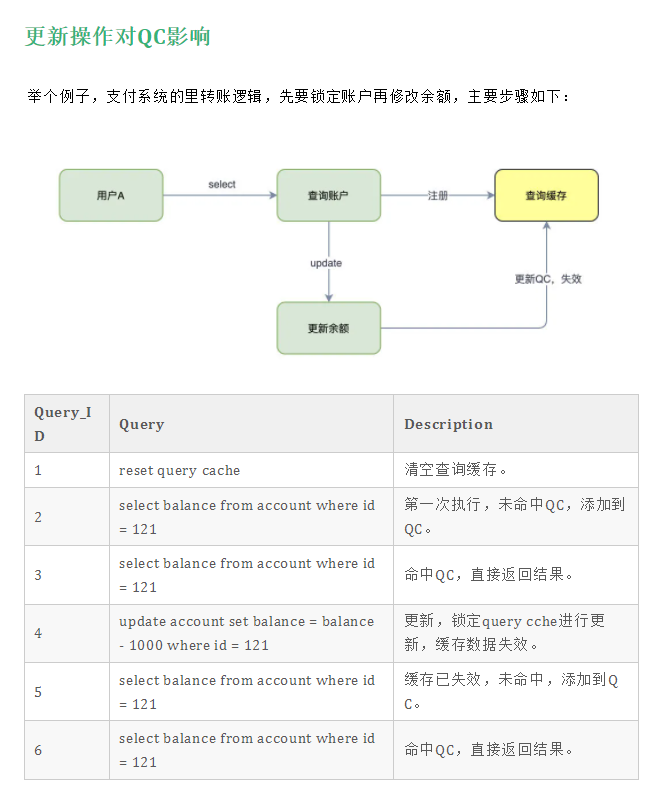 更新操作对QC影响
举个例子，支付系统的里转账逻辑，先要锁定账户再修改余额，主要步骤如下：
用户A
select
查询账户
注册
查询缓存
update
更新QC，失效
更新余额
Query_I
D
Query
Description
1
reset query cache
清空查询缓存。
2
select balance from account where id
= 121
第一次执行，未命中QC，添加到
QC。
3
select balance from account where id
= 121
命中QC，直接返回结果。
4
update account set balance = balance
- 1000 where id = 121
更新，锁定query cche进行更
新，缓存数据失效。
5
select balance from account where id
= 121
缓存已失效，未命中，添加到Q
C。
6
select balance from account where id
= 121
命中QC，直接返回结果。